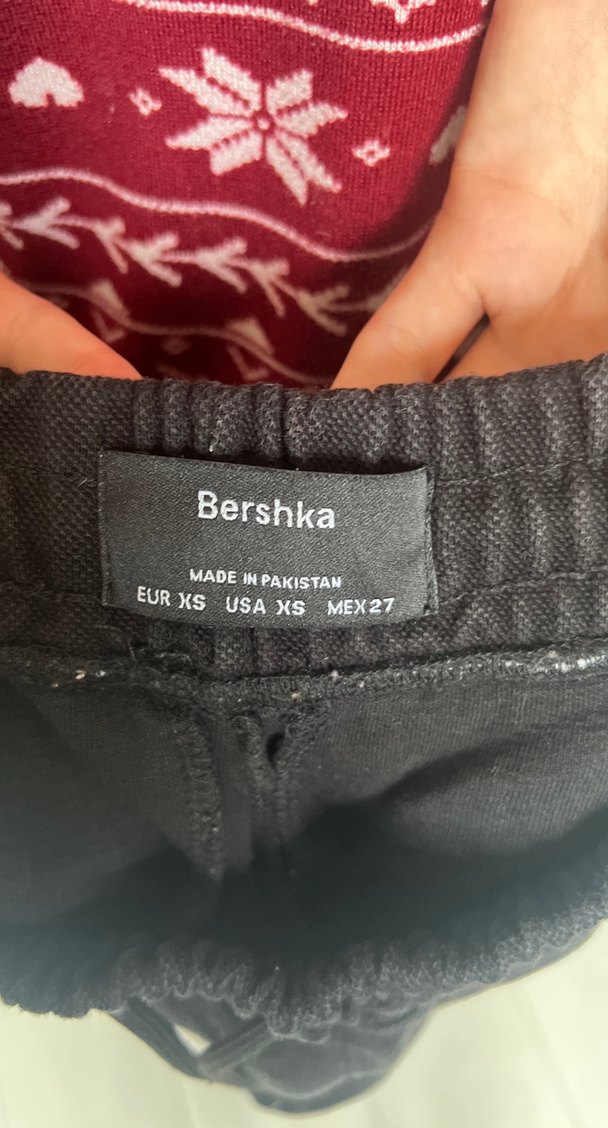 Bershka
MADE IN PAKISTAN
EUR XS USA XS MEX 27